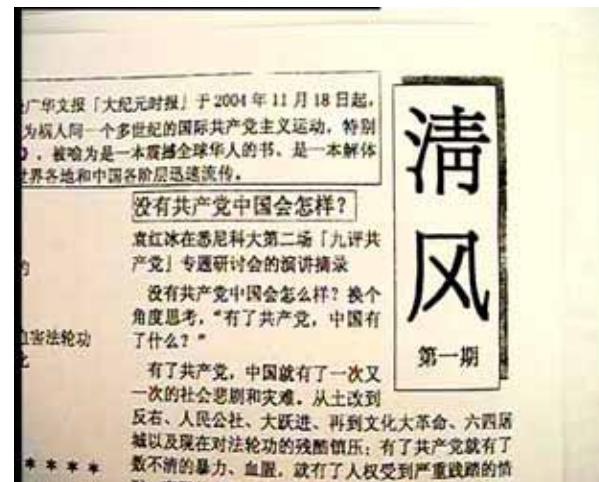 广华文报「大纪元时报」于2004年11月18日起,
为祸人间一个多世纪的国际共产党主义运动, 特别
, 被喻为是一本震撼全球华人的书、是一本解体
世界各地和中国各阶层迅速流传。
清风
第一期
没有共产党中国会怎样?
袁红冰在悉尼科大第二场「九评共
产党」专题研讨会的演讲摘录
没有共产党中国会怎么样? 换个
角度思考, “有了共产党, 中国有
了什么? ”
有了共产党, 中国就有了一次又
一次的社会悲剧和灾难。从土改到
反右、人民公社、大跃进、再到文化大革命、六四屠
城以及现在对法轮功的残酷镇压; 有了共产党就有了
数不清的暴力、血腥, 就有了人权受到严重践踏的情
的
害法轮功
* * * *